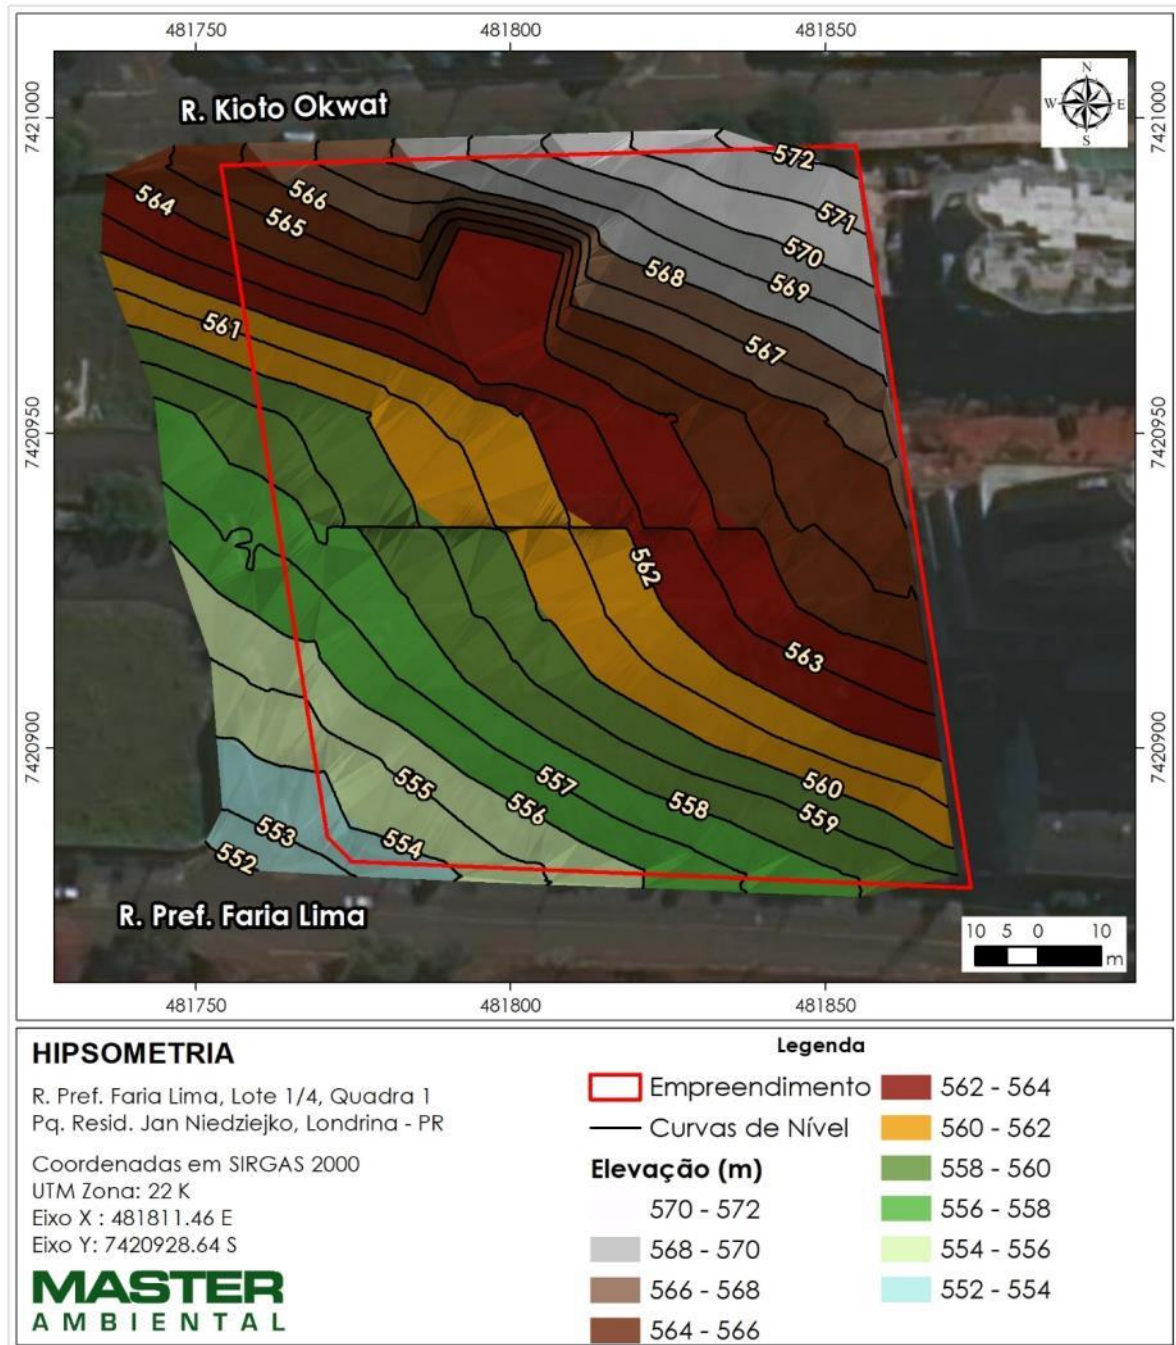 481750
481800
481850
7421000
7421000
R. Kioto Okwat
N
W
E
S
572
571
570
569
568
567
566
565
564
561
7420950
7420950
562
563
7420900
7420900
560
559
558
557
556
555
554
553
552
R. Pref. Faria Lima
10 5 0 10
m
481750
481800
481850
HIPSOMETRIA
R. Pref. Faria Lima, Lote 1/4, Quadra 1
Pq. Resid. Jan Niedziejko, Londrina - PR
Coordenadas em SIRGAS 2000
UTM Zona: 22 K
Eixo X : 481811.46 E
Eixo Y: 7420928.64 S
MASTER
AMBIENTAL
Legenda
Empreendimento
Curvas de Nível
Elevação (m)
570 - 572
568 - 570
566 - 568
564 - 566
562 - 564
560 - 562
558 - 560
556 - 558
554 - 556
552 - 554